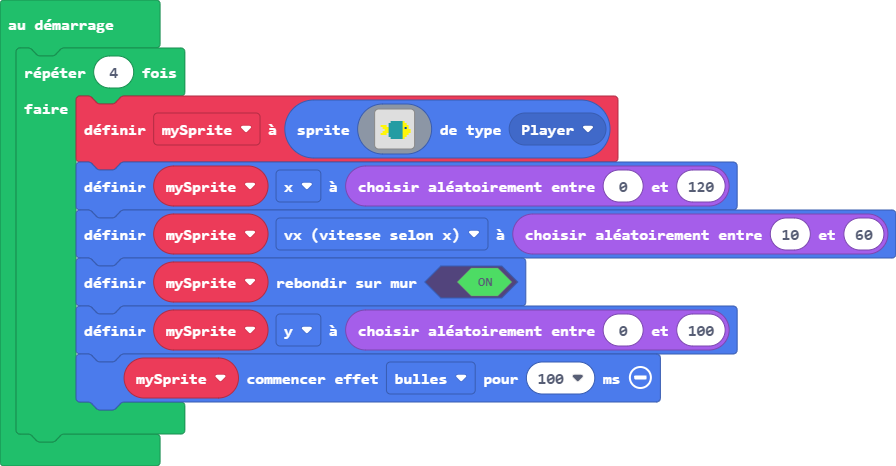 au démarrage
répéter 4 fois
faire
définir mySprite à sprite de type Player
définir mySprite x à choisir aléatoirement entre 0 et 120
définir mySprite vx (vitesse selon x) à choisir aléatoirement entre 10 et 60
définir mySprite rebondir sur mur ON
définir mySprite y à choisir aléatoirement entre 0 et 100
mySprite commencer effet bulles pour 100 ms